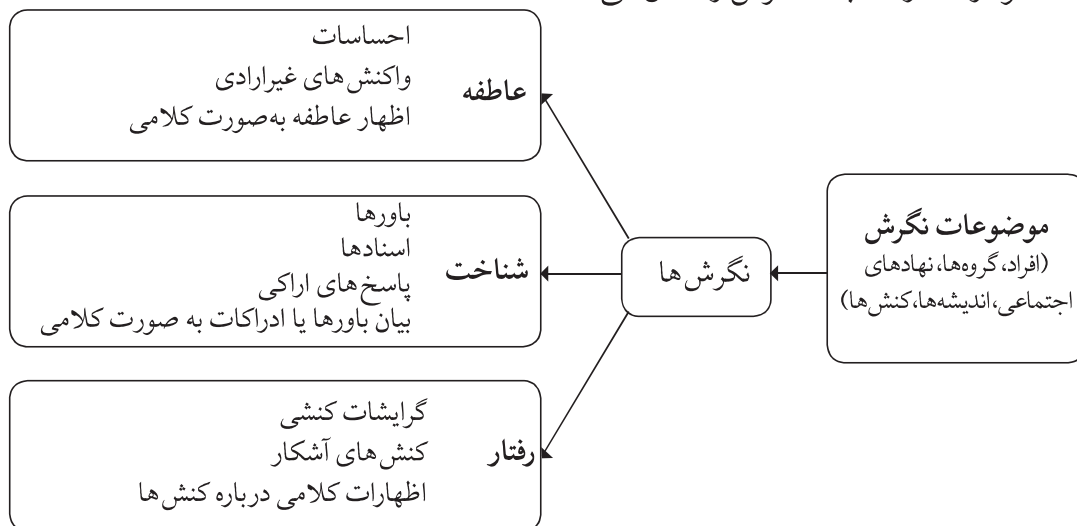 موضوعات نگرش
(افراد، گروه‌ها، نهادهای
اجتماعی، اندیشه‌ها، کنش‌ها)
نگرش‌ها
عاطفه
احساسات
واکنش‌های غیرارادی
اظهار عاطفه به‌صورت کلامی
شناخت
باورها
اسنادها
پاسخ‌های اراکی
بیان باورها یا ادراکات به صورت کلامی
رفتار
گرایشات کنشی
کنش‌های آشکار
اظهارات کلامی درباره کنش‌ها